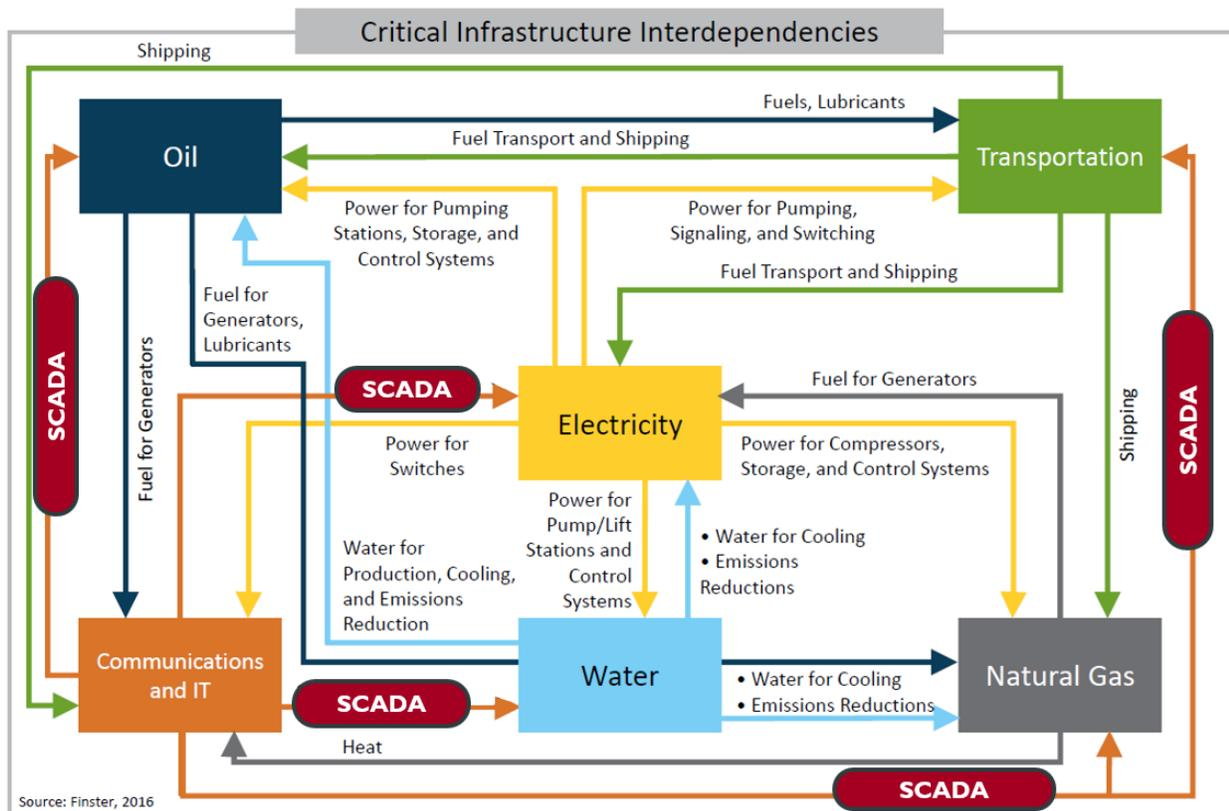 Critical Infrastructure Interdependencies
Shipping
Oil
Fuels, Lubricants
Fuel Transport and Shipping
Transportation
Power for Pumping
Stations, Storage, and
Control Systems
Power for Pumping,
Signaling, and Switching
Fuel Transport and Shipping
Fuel for
Generators,
Lubricants
SCADA
Fuel for Generators
SCADA
Electricity
Fuel for Generators
Shipping
SCADA
Power for
Switches
Power for Compressors,
Storage, and Control Systems
Power for
Pump/Lift
Stations and
Control
Systems
• Water for Cooling
• Emissions
Reductions
Water for
Production, Cooling,
and Emissions
Reduction
Communications
and IT
SCADA
Water
• Water for Cooling
• Emissions Reductions
Natural Gas
Heat
SCADA
Source: Finster, 2016